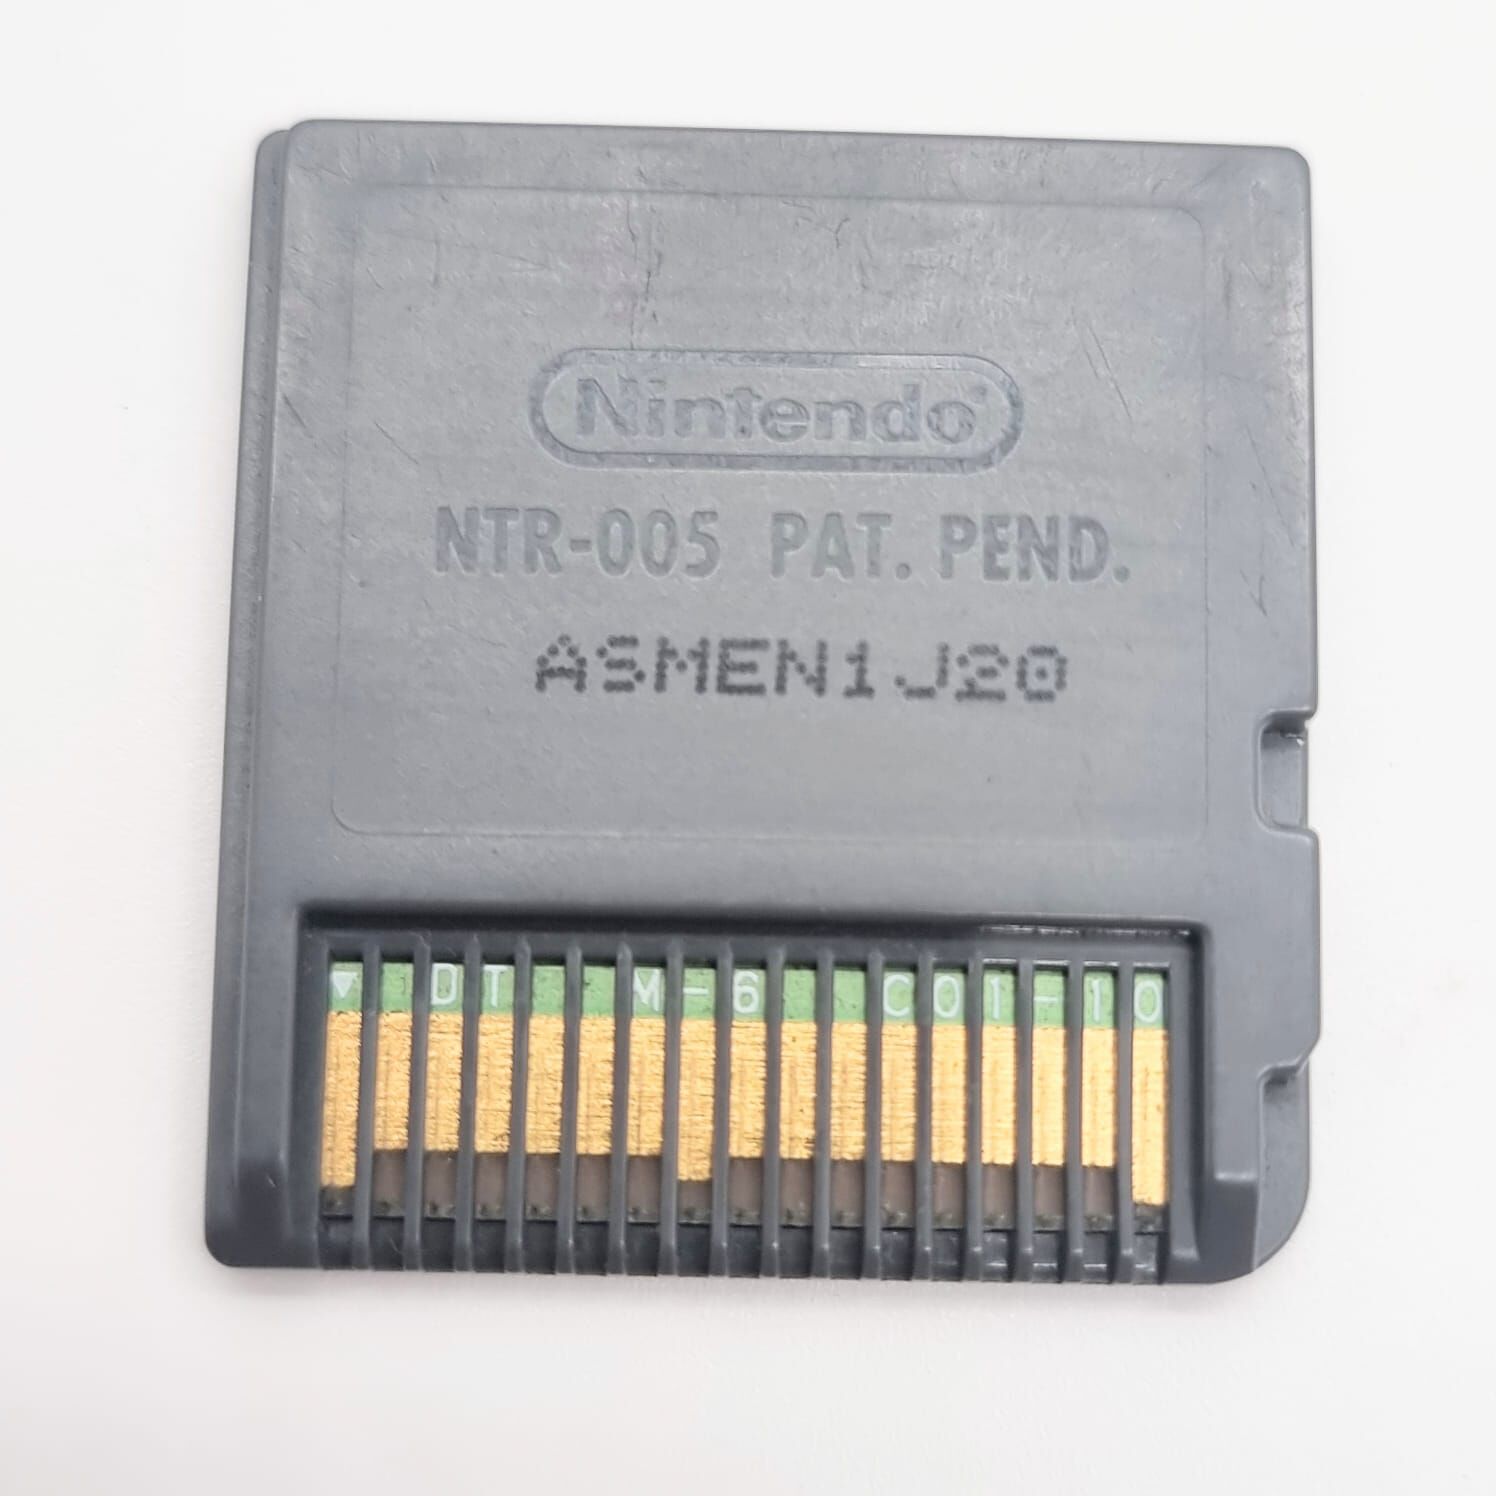 Nintendo®
NTR-005 PAT. PEND.
ASMEN1J20
▼ DT M-6 C01-10